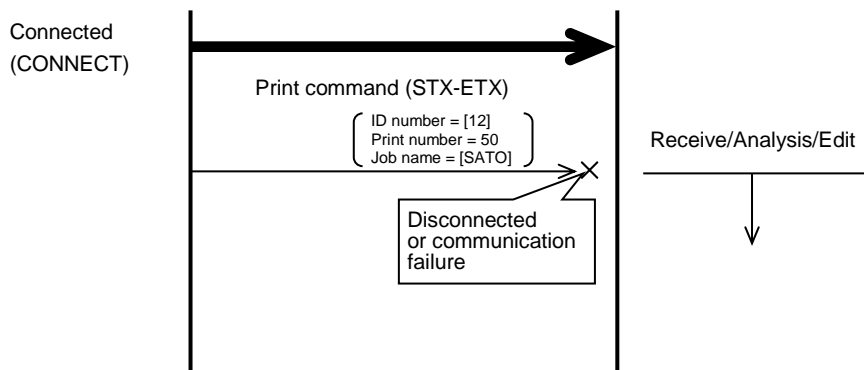 Connected
(CONNECT)
Print command (STX-ETX)
ID number = [12]
Print number = 50
Job name = [SATO]
Receive/Analysis/Edit
Disconnected
or communication
failure